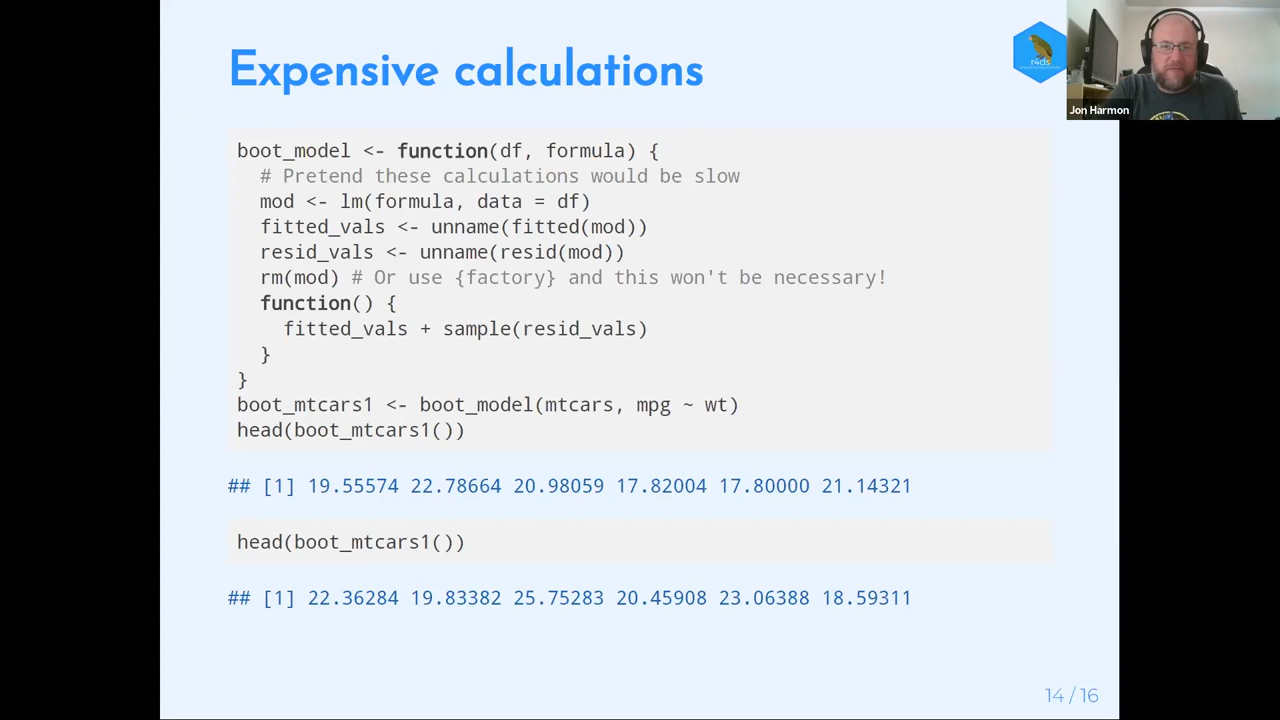 Expensive calculations
r4ds
Jon Harmon
boot_model <- function(df, formula) {
  # Pretend these calculations would be slow
  mod <- lm(formula, data = df)
  fitted_vals <- unname(fitted(mod))
  resid_vals <- unname(resid(mod))
  rm(mod) # Or use {factory} and this won't be necessary!
  function() {
    fitted_vals + sample(resid_vals)
  }
}
boot_mtcars1 <- boot_model(mtcars, mpg ~ wt)
head(boot_mtcars1())
## [1] 19.55574 22.78664 20.98059 17.82004 17.80000 21.14321
head(boot_mtcars1())
## [1] 22.36284 19.83382 25.75283 20.45908 23.06388 18.59311
14 / 16